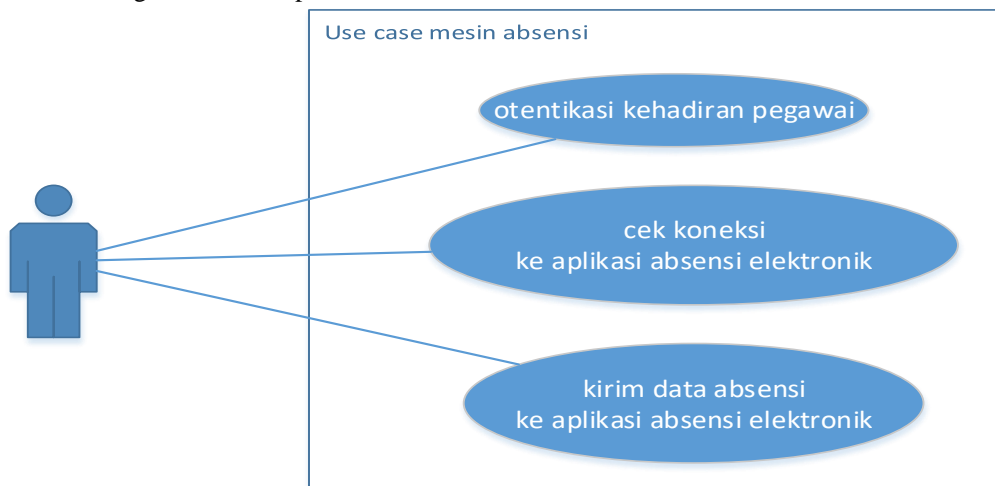 Use case mesin absensi
otentikasi kehadiran pegawai
cek koneksi
ke aplikasi absensi elektronik
kirim data absensi
ke aplikasi absensi elektronik